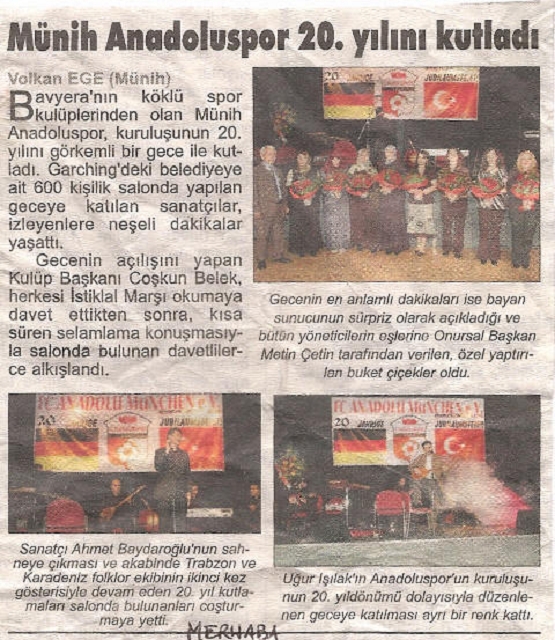 Münih Anadoluspor 20. yılını kutladı
Volkan EGE (Münih)
Bavyera'nın köklü spor
kulüplerinden olan Münih
Anadoluspor, kuruluşunun 20.
yılını görkemli bir gece ile kut-
ladı. Garching'deki belediyeye
ait 600 kişilik salonda yapılan
geceye katılan sanatçılar,
izleyenlere neşeli dakikalar
yaşattı.
Gecenin açılışını yapan
Kulüp Başkanı Coşkun Belek,
herkesi İstiklal Marşı okumaya
davet ettikten sonra, kısa
süren selamlama konuşmasıy-
la salonda bulunan davetliler-
ce alkışlandı.
20
JUBILÄUMSFEIER
Gecenin en anlamlı dakikaları ise bayan
sunucunun sürpriz olarak açıkladığı ve
bütün yöneticilerin eşlerine Onursal Başkan
Metin Çetin tarafından verilen, özel yaptırı-
lan buket çiçekler oldu.
FC ANADOLU MÜNCHEN e.V.
20 JÄHRIGE
Sanatçı Ahmet Baydaroğlu'nun sah-
neye çıkması ve akabinde Trabzon ve
Karadeniz folklor ekibinin ikinci kez
gösterisiyle devam eden 20. yıl kutla-
maları salonda bulunanları coştur-
maya yetti.
FC ANADOLU MÜNCHEN e.V.
20 JÄHRIGE
Uğur Işılak'ın Anadoluspor'un kuruluşu-
nun 20. yıldönümü dolayısıyla düzenle-
nen geceye katılması ayrı bir renk kattı.
MERHABA